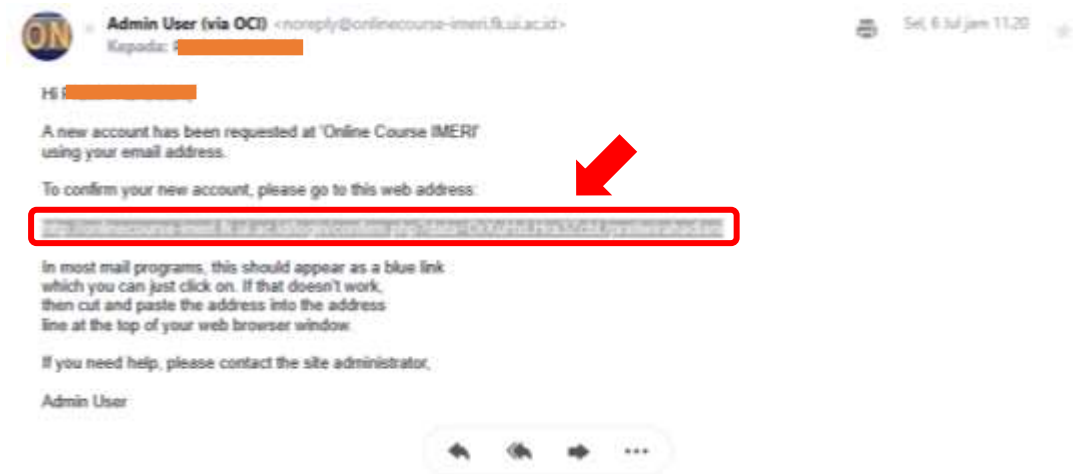 ON
Admin User (via OCI) <noreply@onlinecourse-imeri.fk.ui.ac.id>
Sel, 6 Jul jam 11.20
Kepada:
Hi
A new account has been requested at 'Online Course IMERI'
using your email address.
To confirm your new account, please go to this web address:
In most mail programs, this should appear as a blue link
which you can just click on. If that doesn't work,
then cut and paste the address into the address
line at the top of your web browser window.
If you need help, please contact the site administrator,
Admin User